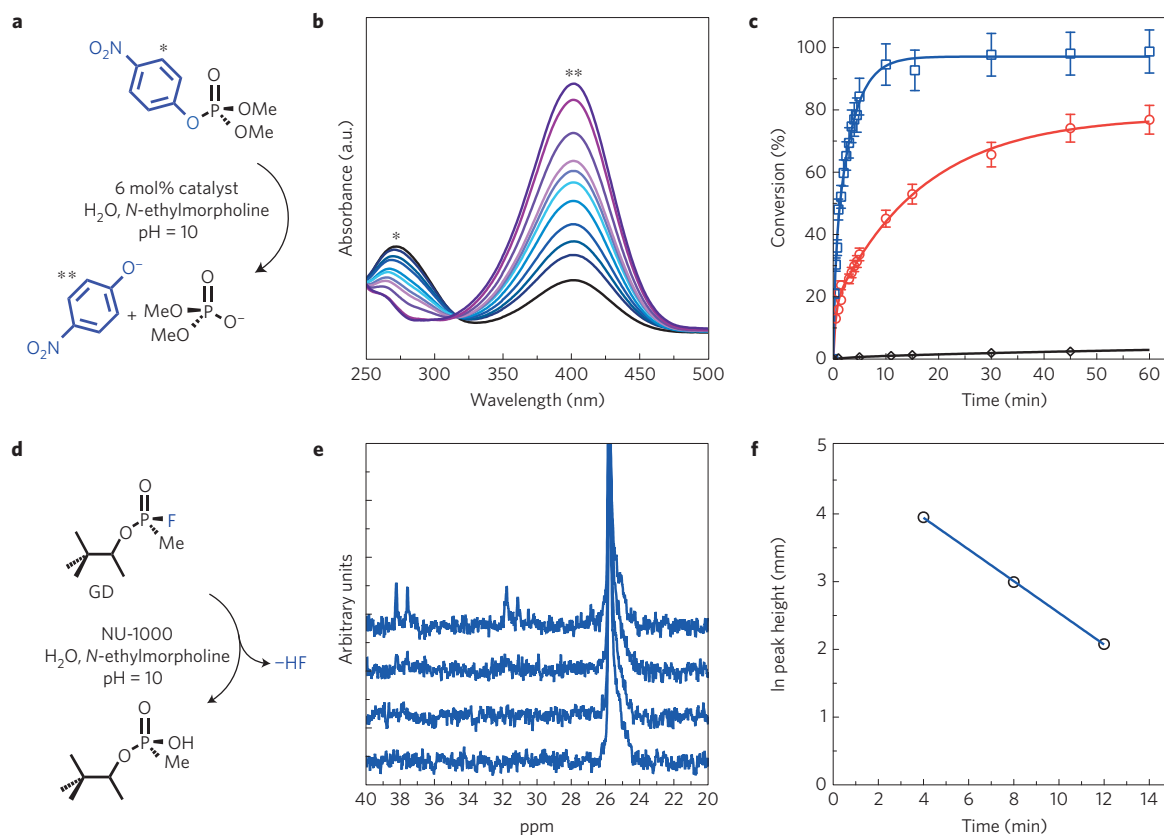 a
O₂N
*
O
P
OMe
OMe
O
6 mol% catalyst
H₂O, N-ethylmorpholine
pH = 10
**
O⁻
O
MeO
P
O⁻
MeO
+
O₂N
b
Absorbance (a.u.)
*
**
250 300 350 400 450 500
Wavelength (nm)
c
Conversion (%)
100
80
60
40
20
0
0 10 20 30 40 50 60
Time (min)
d
O
P
F
O
Me
GD
NU-1000
H₂O, N-ethylmorpholine
pH = 10
–HF
O
P
OH
O
Me
e
Arbitrary units
40 38 36 34 32 30 28 26 24 22 20
ppm
f
ln peak height (mm)
5
4
3
2
1
0
0 2 4 6 8 10 12 14
Time (min)